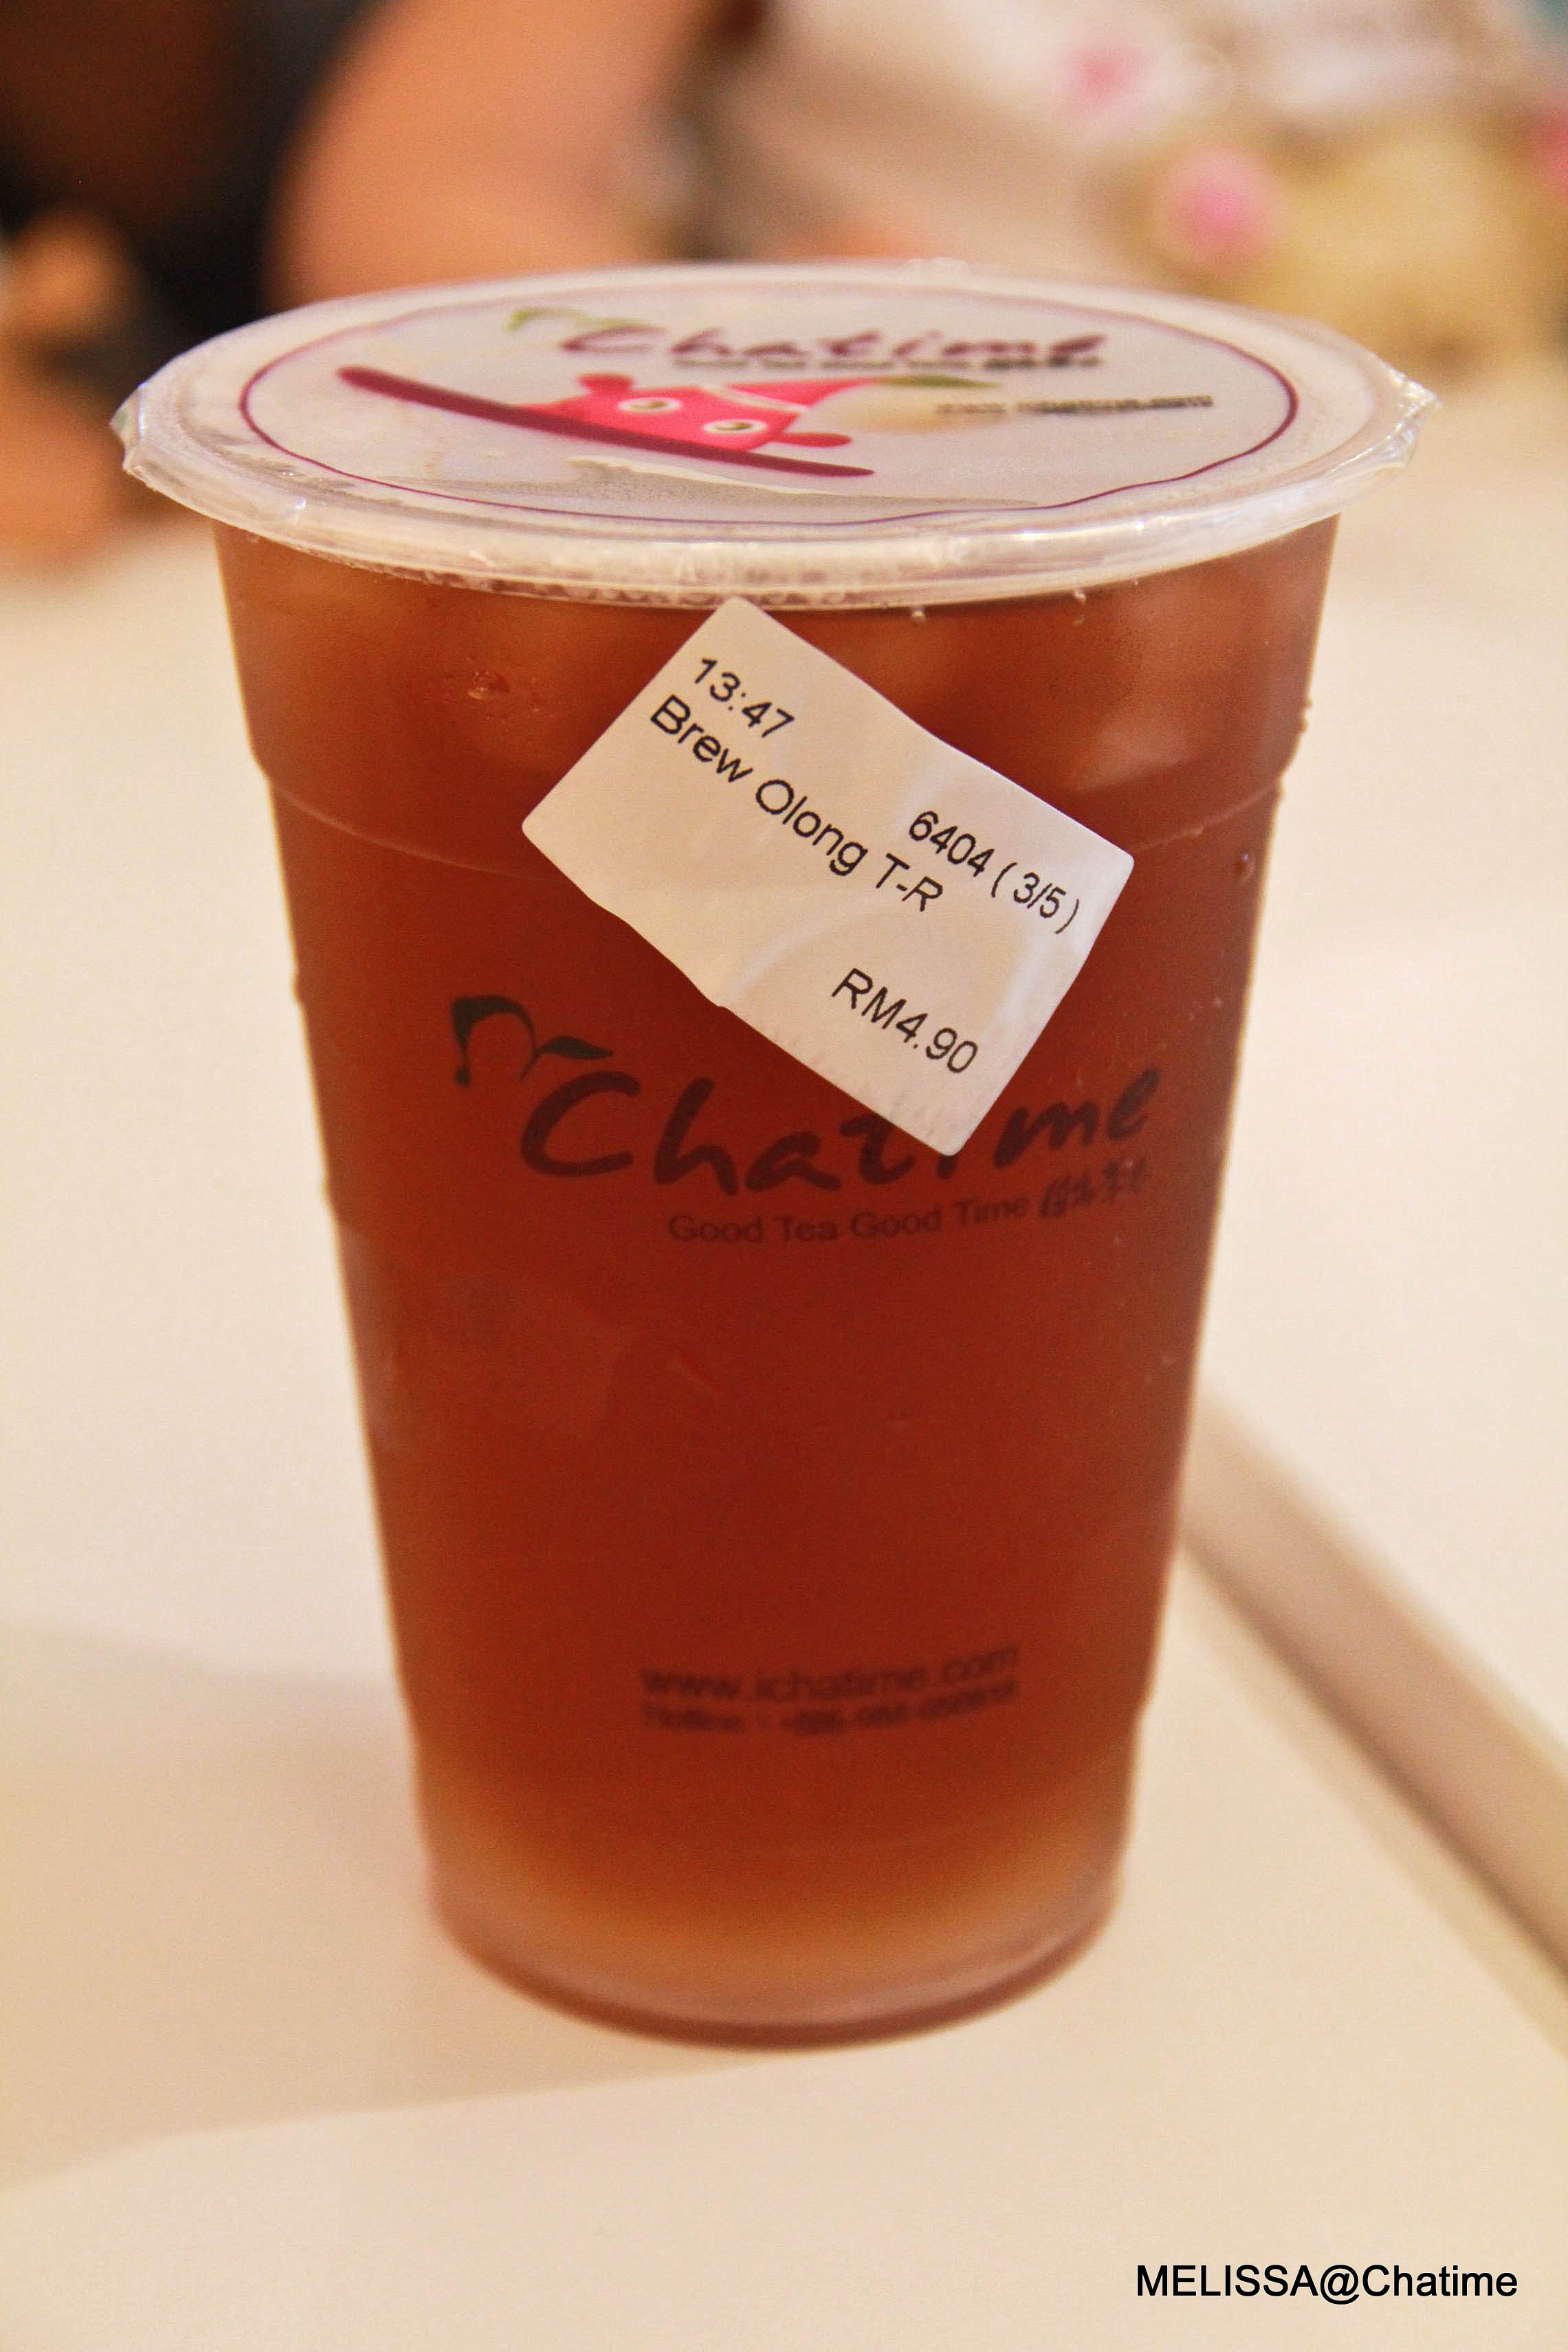 Chatime
13:47
6404 ( 3/5 )
Brew Olong T-R
RM4.90
Chatime
Good Tea Good Time
www.ichatime.com
Hotline :
MELISSA@Chatime